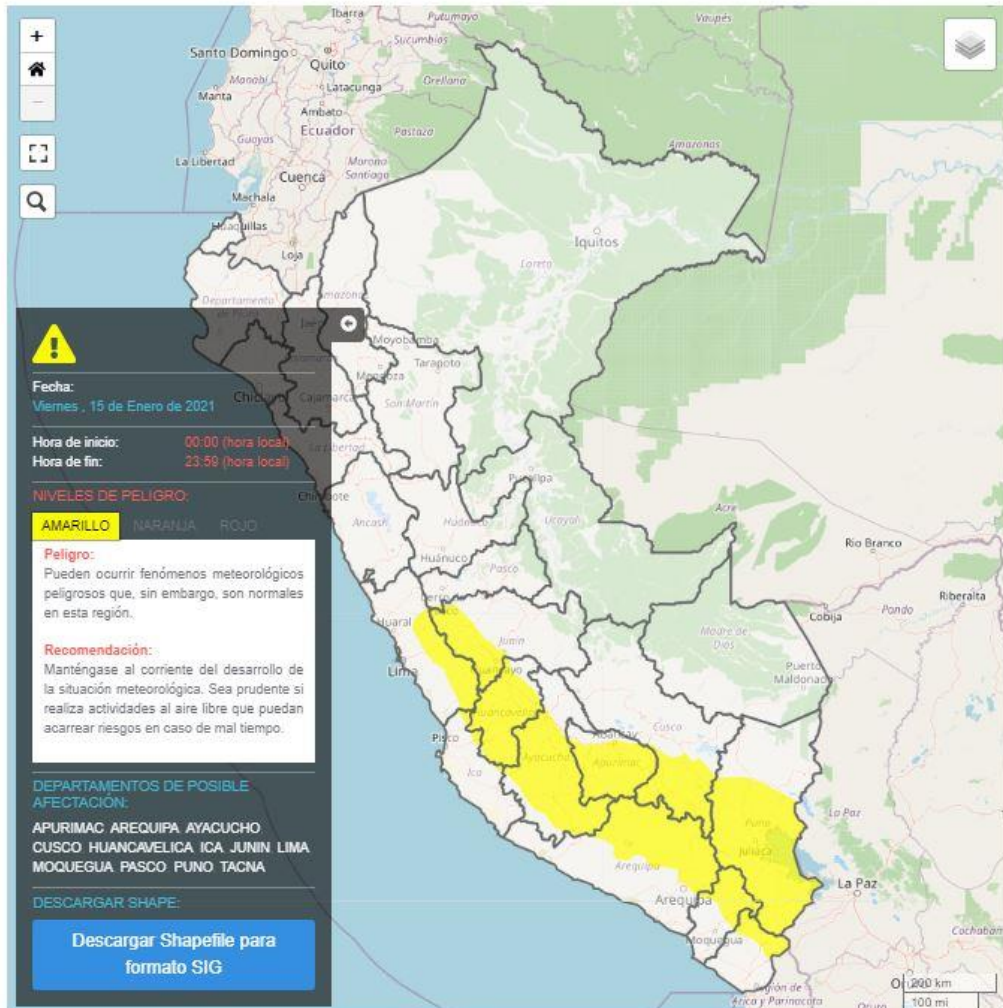 Ibarra
Putumayo
Vaupés
Santo Domingo
Sucumbíos
Quito
Manabí
Latacunga
Orellana
Manta
Ambato
Ecuador
Pastaza
Guayas
Amazonas
La Libertad
Morona
Santiago
Cuenca
Machala
Huaquillas
Loja
Iquitos
Loreto
Departamento
Moyobamba
Tarapoto
Mendoza
San Martín
Cajamarca
Pucallpa
Acre
Ancash
Huánuco
Ucayali
Huánuco
Pasco
Rio Branco
Riberalta
Pando
Cobija
Huaral
Junín
Madre de
Dios
Puerto
Maldonado
Lima
Huancayo
Huancavelica
Pisco
Cusco
Abancay
Ica
Ayacucho
Apurímac
La Paz
Puno
Juliaca
Arequipa
La Paz
Arequipa
Moquegua
Cochabam
Región de
Arica y Parinacota
Oruro
200 km
100 mi
+
−
Fecha:
Viernes , 15 de Enero de 2021
Hora de inicio: 00:00 (hora local)
Hora de fin: 23:59 (hora local)
NIVELES DE PELIGRO:
AMARILLO NARANJA ROJO
Peligro:
Pueden ocurrir fenómenos meteorológicos
peligrosos que, sin embargo, son normales
en esta región.
Recomendación:
Manténgase al corriente del desarrollo de
la situación meteorológica. Sea prudente si
realiza actividades al aire libre que puedan
acarrear riesgos en caso de mal tiempo.
DEPARTAMENTOS DE POSIBLE
AFECTACIÓN:
APURIMAC AREQUIPA AYACUCHO
CUSCO HUANCAVELICA ICA JUNIN LIMA
MOQUEGUA PASCO PUNO TACNA
DESCARGAR SHAPE:
Descargar Shapefile para
formato SIG